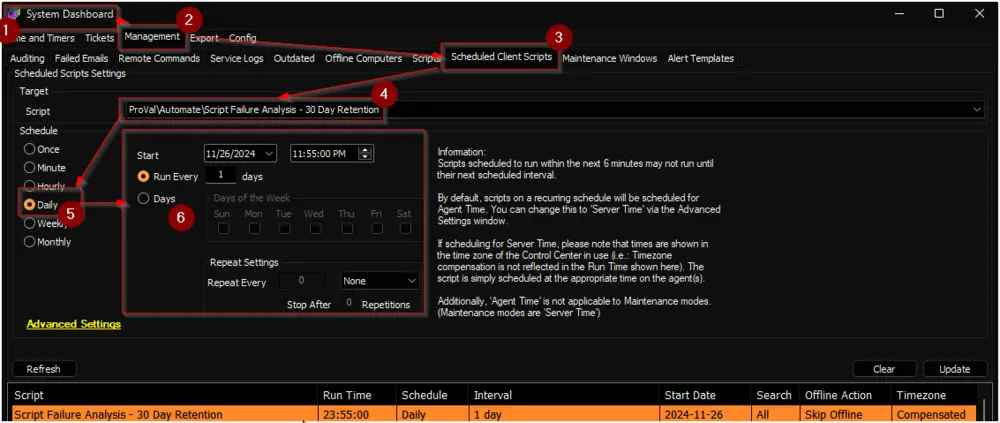 System Dashboard
1
2
me and Timers Tickets Management Export Config
3
Auditing Failed Emails Remote Commands Service Logs Outdated Offline Computers Scripts Scheduled Client Scripts Maintenance Windows Alert Templates
Scheduled Scripts Settings
Target
4
Script ProVal\Automate\Script Failure Analysis - 30 Day Retention
Schedule
Once
Minute
Hourly
Daily
Weekly
Monthly
5
Start 11/26/2024 11:55:00 PM
Run Every 1 days
Days
6
Days of the Week
Sun Mon Tue Wed Thu Fri Sat
Repeat Settings
Repeat Every 0 None
Stop After 0 Repetitions
Information:
Scripts scheduled to run within the next 6 minutes may not run until
their next scheduled interval.
By default, scripts on a recurring schedule will be scheduled for
Agent Time. You can change this to 'Server Time' via the Advanced
Settings window.
If scheduling for Server Time, please note that times are shown in
the time zone of the Control Center in use (i.e.: Timezone
compensation is not reflected in the Run Time shown here). The
script is simply scheduled at the appropriate time on the agent(s).
Additionally, 'Agent Time' is not applicable to Maintenance modes.
(Maintenance modes are 'Server Time')
Advanced Settings
Refresh Clear Update
Script Run Time Schedule Interval Start Date Search Offline Action Timezone
Script Failure Analysis - 30 Day Retention 23:55:00 Daily 1 day 2024-11-26 All Skip Offline Compensated